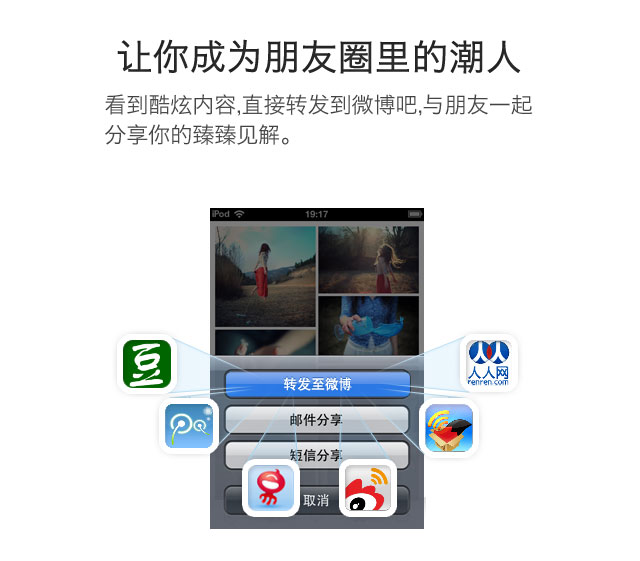 让你成为朋友圈里的潮人
看到酷炫内容,直接转发到微博吧,与朋友一起
分享你的臻臻见解。
iPod 19:17
豆
人人网
renren.com
转发至微博
邮件分享
短信分享
取消